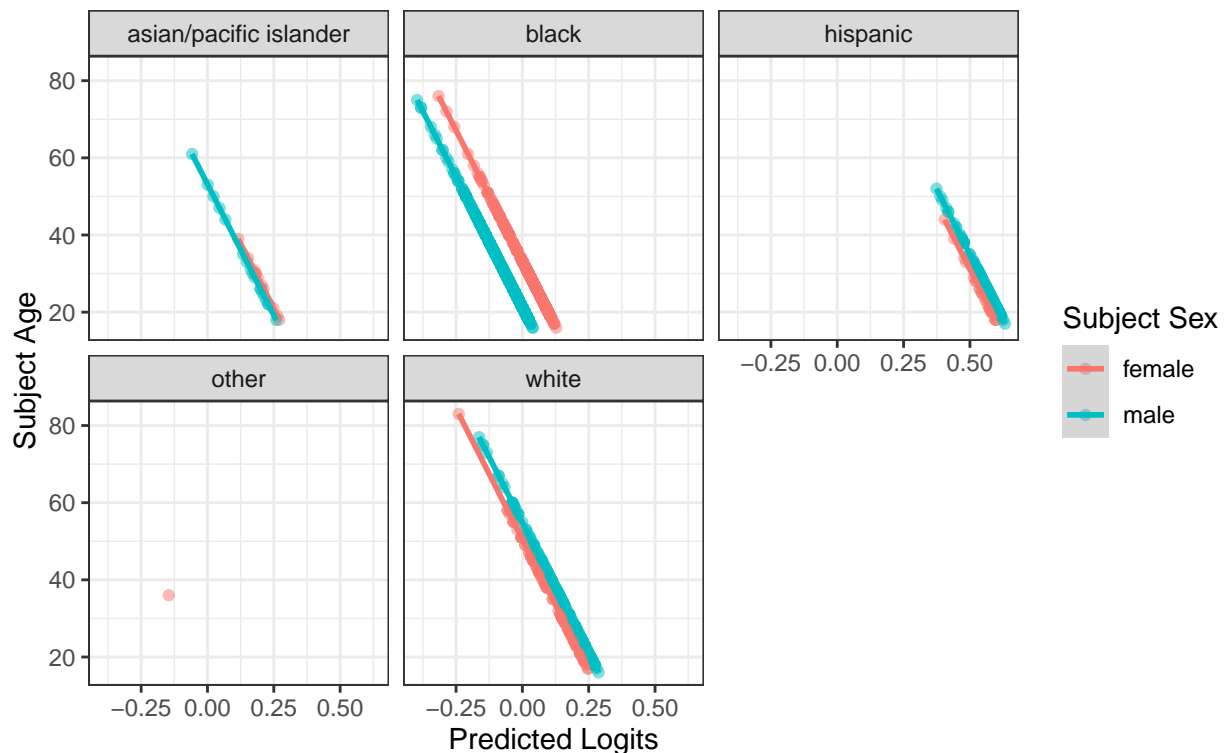 asian/pacific islander
black
hispanic
80
60
40
20
−0.25 0.00 0.25 0.50
other
white
80
60
40
20
−0.25 0.00 0.25 0.50
−0.25 0.00 0.25 0.50
Predicted Logits
Subject Age
Subject Sex
female
male